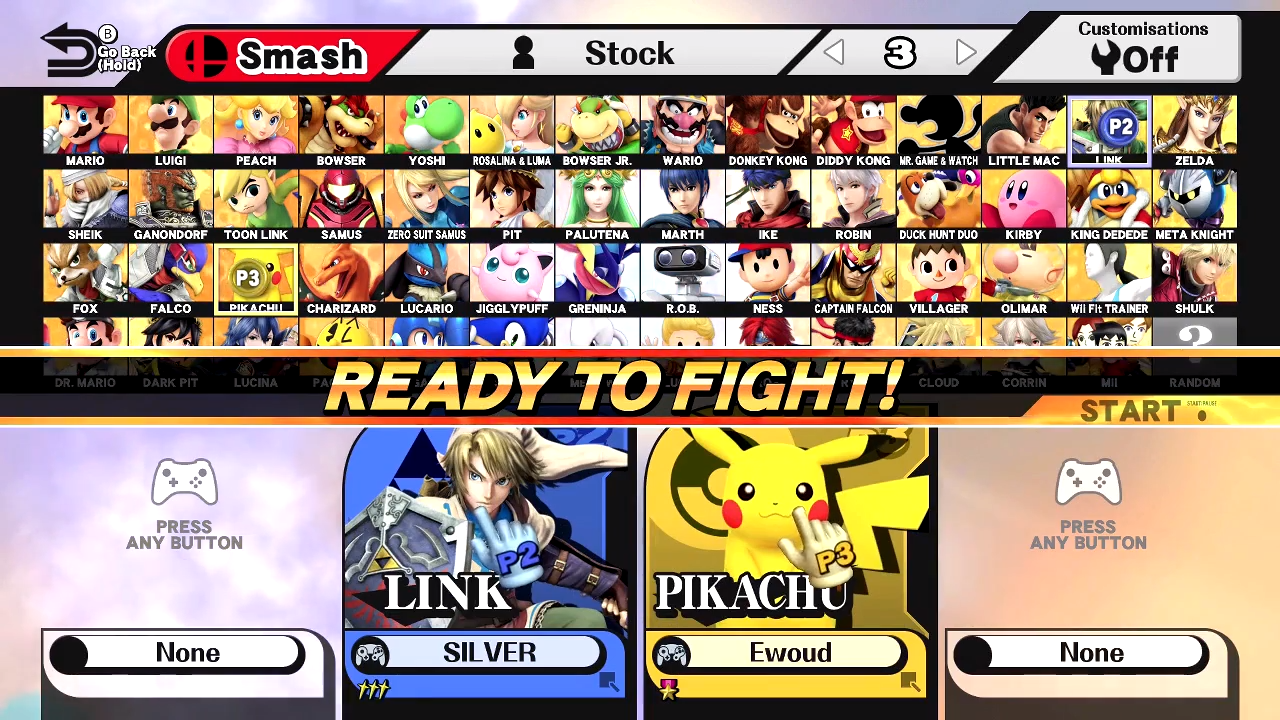 B
Go Back
(Hold)
Smash
Stock
3
Customisations
Off
MARIO LUIGI PEACH BOWSER YOSHI ROSALINA & LUMA BOWSER JR. WARIO DONKEY KONG DIDDY KONG MR. GAME & WATCH LITTLE MAC P2 LINK ZELDA
SHEIK GANONDORF TOON LINK SAMUS ZERO SUIT SAMUS PIT PALUTENA MARTH IKE ROBIN DUCK HUNT DUO KIRBY KING DEDEDE META KNIGHT
FOX FALCO P3 PIKACHU CHARIZARD LUCARIO JIGGLYPUFF GRENINJA R.O.B. NESS CAPTAIN FALCON VILLAGER OLIMAR Wii Fit TRAINER SHULK
?
DR. MARIO DARK PIT LUCINA CLOUD CORRIN MII RANDOM
READY TO FIGHT!
START
START/PAUSE
PRESS
ANY BUTTON
P2
LINK
P3
PIKACHU
PRESS
ANY BUTTON
None
SILVER
Ewoud
None